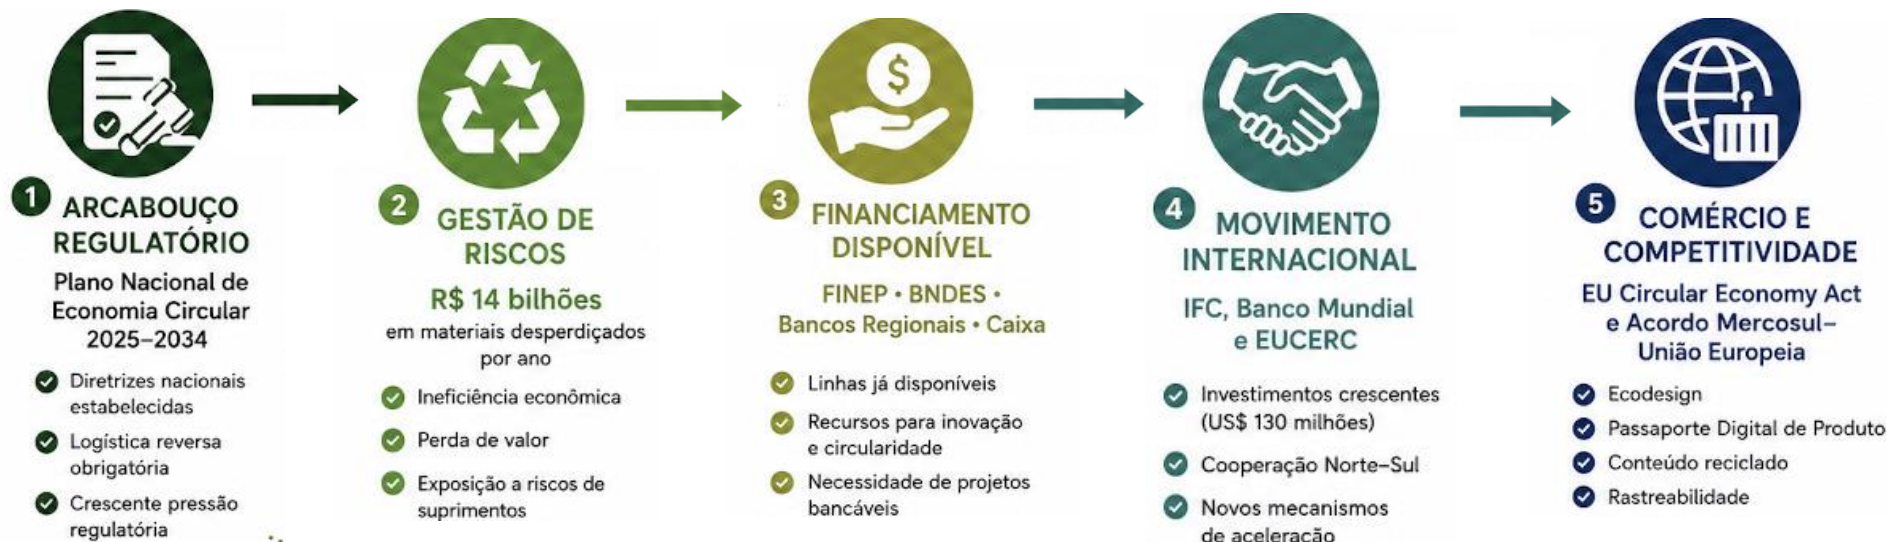 1
ARCABOUÇO
REGULATÓRIO
Plano Nacional de
Economia Circular
2025–2034
Diretrizes nacionais
estabelecidas
Logística reversa
obrigatória
Crescente pressão
regulatória
2
GESTÃO DE
RISCOS
R$ 14 bilhões
em materiais desperdiçados
por ano
Ineficiência econômica
Perda de valor
Exposição a riscos de
suprimentos
$
3
FINANCIAMENTO
DISPONÍVEL
FINEP • BNDES •
Bancos Regionais • Caixa
Linhas já disponíveis
Recursos para inovação
e circularidade
Necessidade de projetos
bancáveis
4
MOVIMENTO
INTERNACIONAL
IFC, Banco Mundial
e EUCERC
Investimentos crescentes
(US$ 130 milhões)
Cooperação Norte–Sul
Novos mecanismos
de aceleração
5
COMÉRCIO E
COMPETITIVIDADE
EU Circular Economy Act
e Acordo Mercosul–
União Europeia
Ecodesign
Passaporte Digital de Produto
Conteúdo reciclado
Rastreabilidade